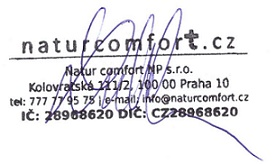 naturcomfort.cz
Natur comfort NP s.r.o.
Kolovratská 111/2, 100 00 Praha 10
tel: 777 77 95 75 | e-mail: info@naturcomfort.cz
IČ: 28968620 DIČ: CZ28968620